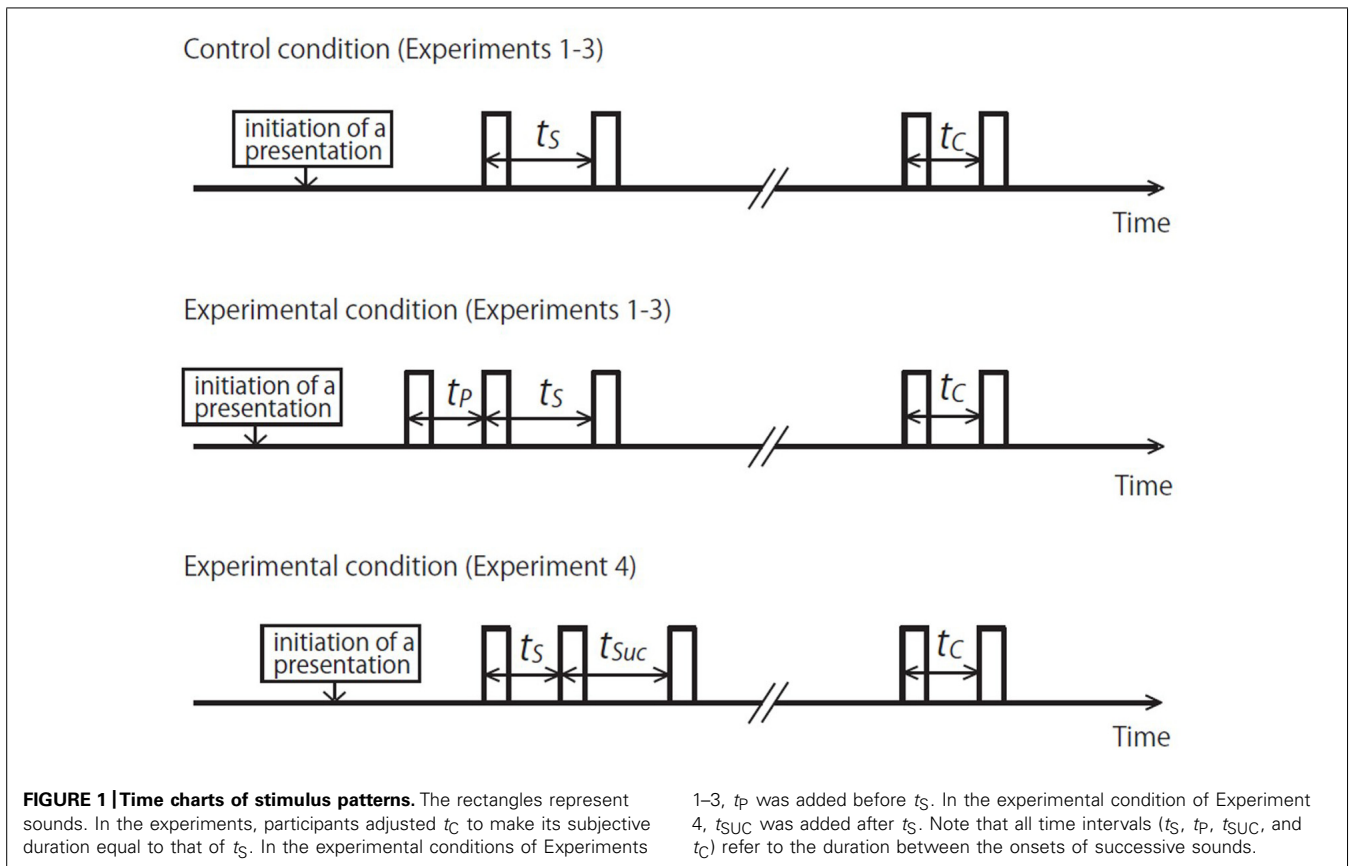 Control condition (Experiments 1-3)
initiation of a
presentation
tS
tC
Time
Experimental condition (Experiments 1-3)
initiation of a
presentation
tP
tS
tC
Time
Experimental condition (Experiment 4)
initiation of a
presentation
tS
tSuc
tC
Time
FIGURE 1 | Time charts of stimulus patterns. The rectangles represent
sounds. In the experiments, participants adjusted tC to make its subjective
duration equal to that of tS. In the experimental conditions of Experiments
1–3, tP was added before tS. In the experimental condition of Experiment
4, tSUC was added after tS. Note that all time intervals (tS, tP, tSUC, and
tC) refer to the duration between the onsets of successive sounds.